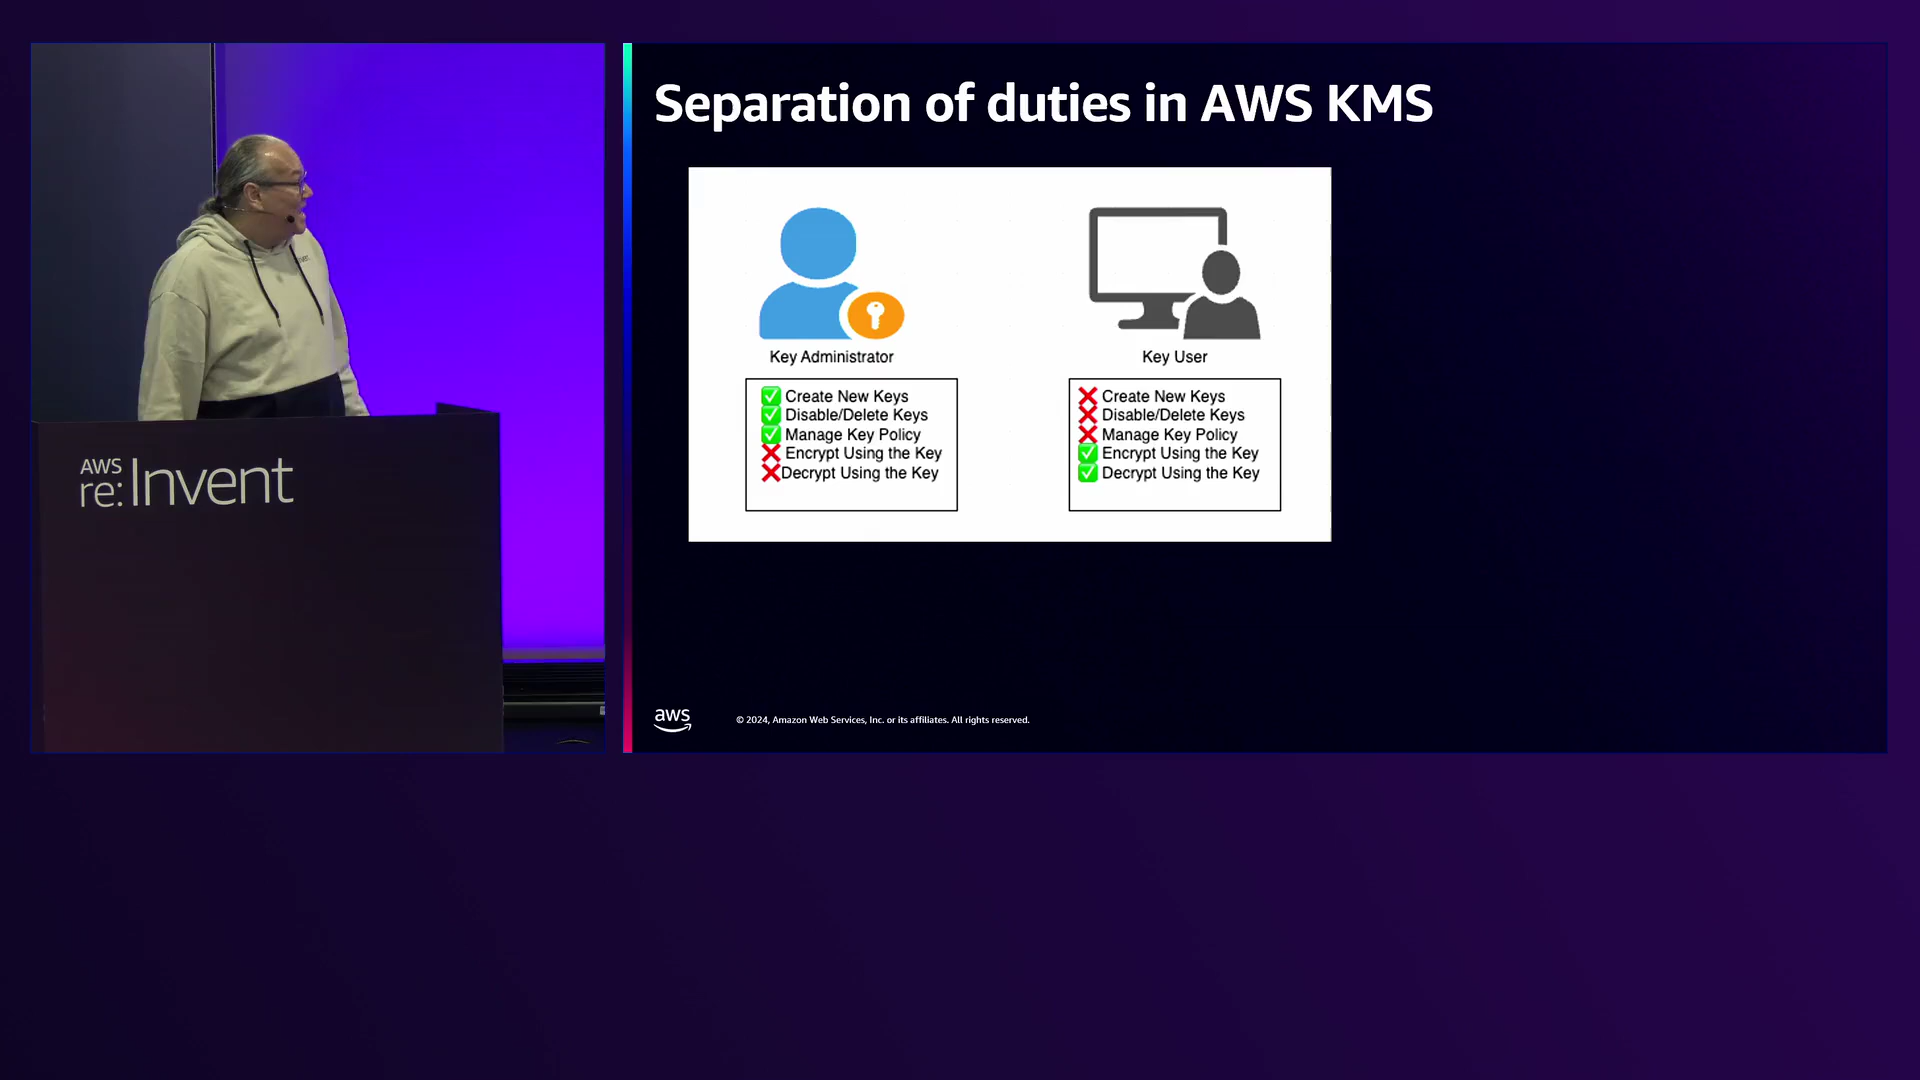 Separation of duties in AWS KMS
Key Administrator
✅ Create New Keys
✅ Disable/Delete Keys
✅ Manage Key Policy
❌ Encrypt Using the Key
❌Decrypt Using the Key
Key User
❌ Create New Keys
❌ Disable/Delete Keys
❌ Manage Key Policy
✅ Encrypt Using the Key
✅ Decrypt Using the Key
AWS
re:Invent
aws
© 2024, Amazon Web Services, Inc. or its affiliates. All rights reserved.